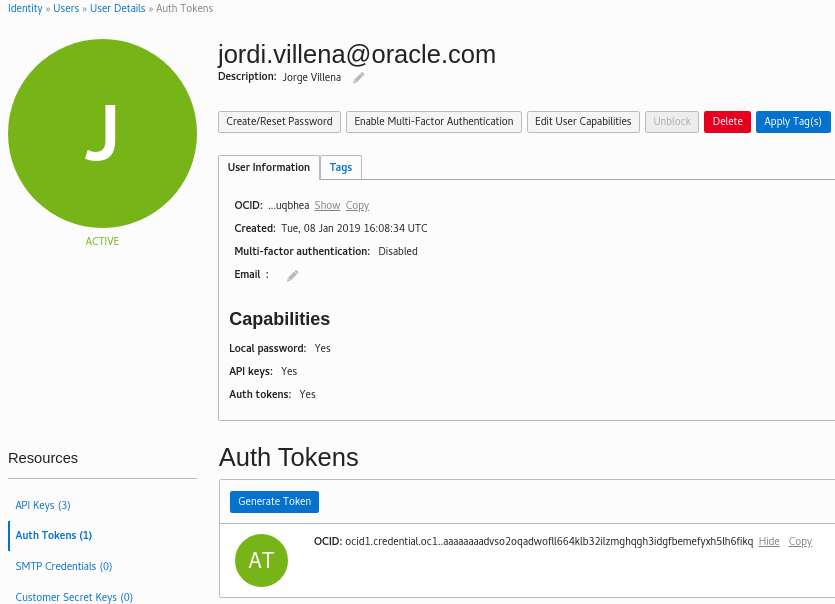 Identity » Users » User Details » Auth Tokens
J
ACTIVE
jordi.villena@oracle.com
Description: Jorge Villena
Create/Reset Password Enable Multi-Factor Authentication Edit User Capabilities Unblock Delete Apply Tag(s)
User Information Tags
OCID: ...uqbhea Show Copy
Created: Tue, 08 Jan 2019 16:08:34 UTC
Multi-factor authentication: Disabled
Email :
Capabilities
Local password: Yes
API keys: Yes
Auth tokens: Yes
Resources
API Keys (3)
Auth Tokens (1)
SMTP Credentials (0)
Customer Secret Keys (0)
Auth Tokens
Generate Token
AT
OCID: ocid1.credential.oc1..aaaaaaaadvso2oqadwofll664klb32ilzmghqgh3idgfbemefyxh5lh6fikq Hide Copy